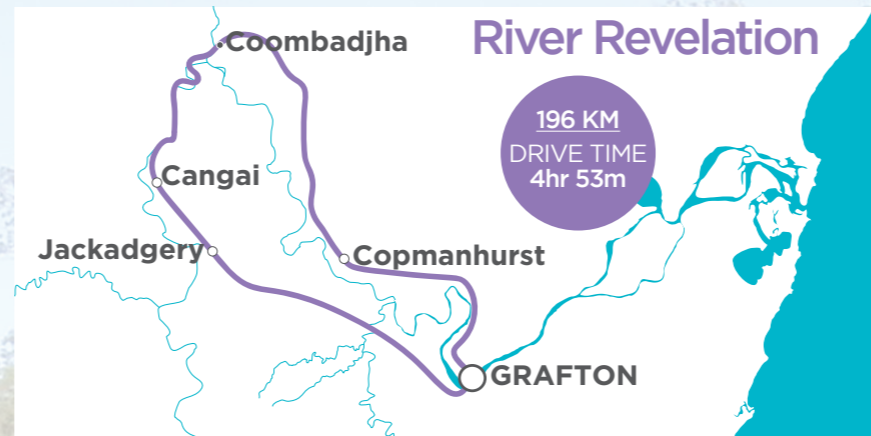 River Revelation
Coombadjha
196 KM
DRIVE TIME
4hr 53m
Cangai
Jackadgery
Copmanhurst
GRAFTON